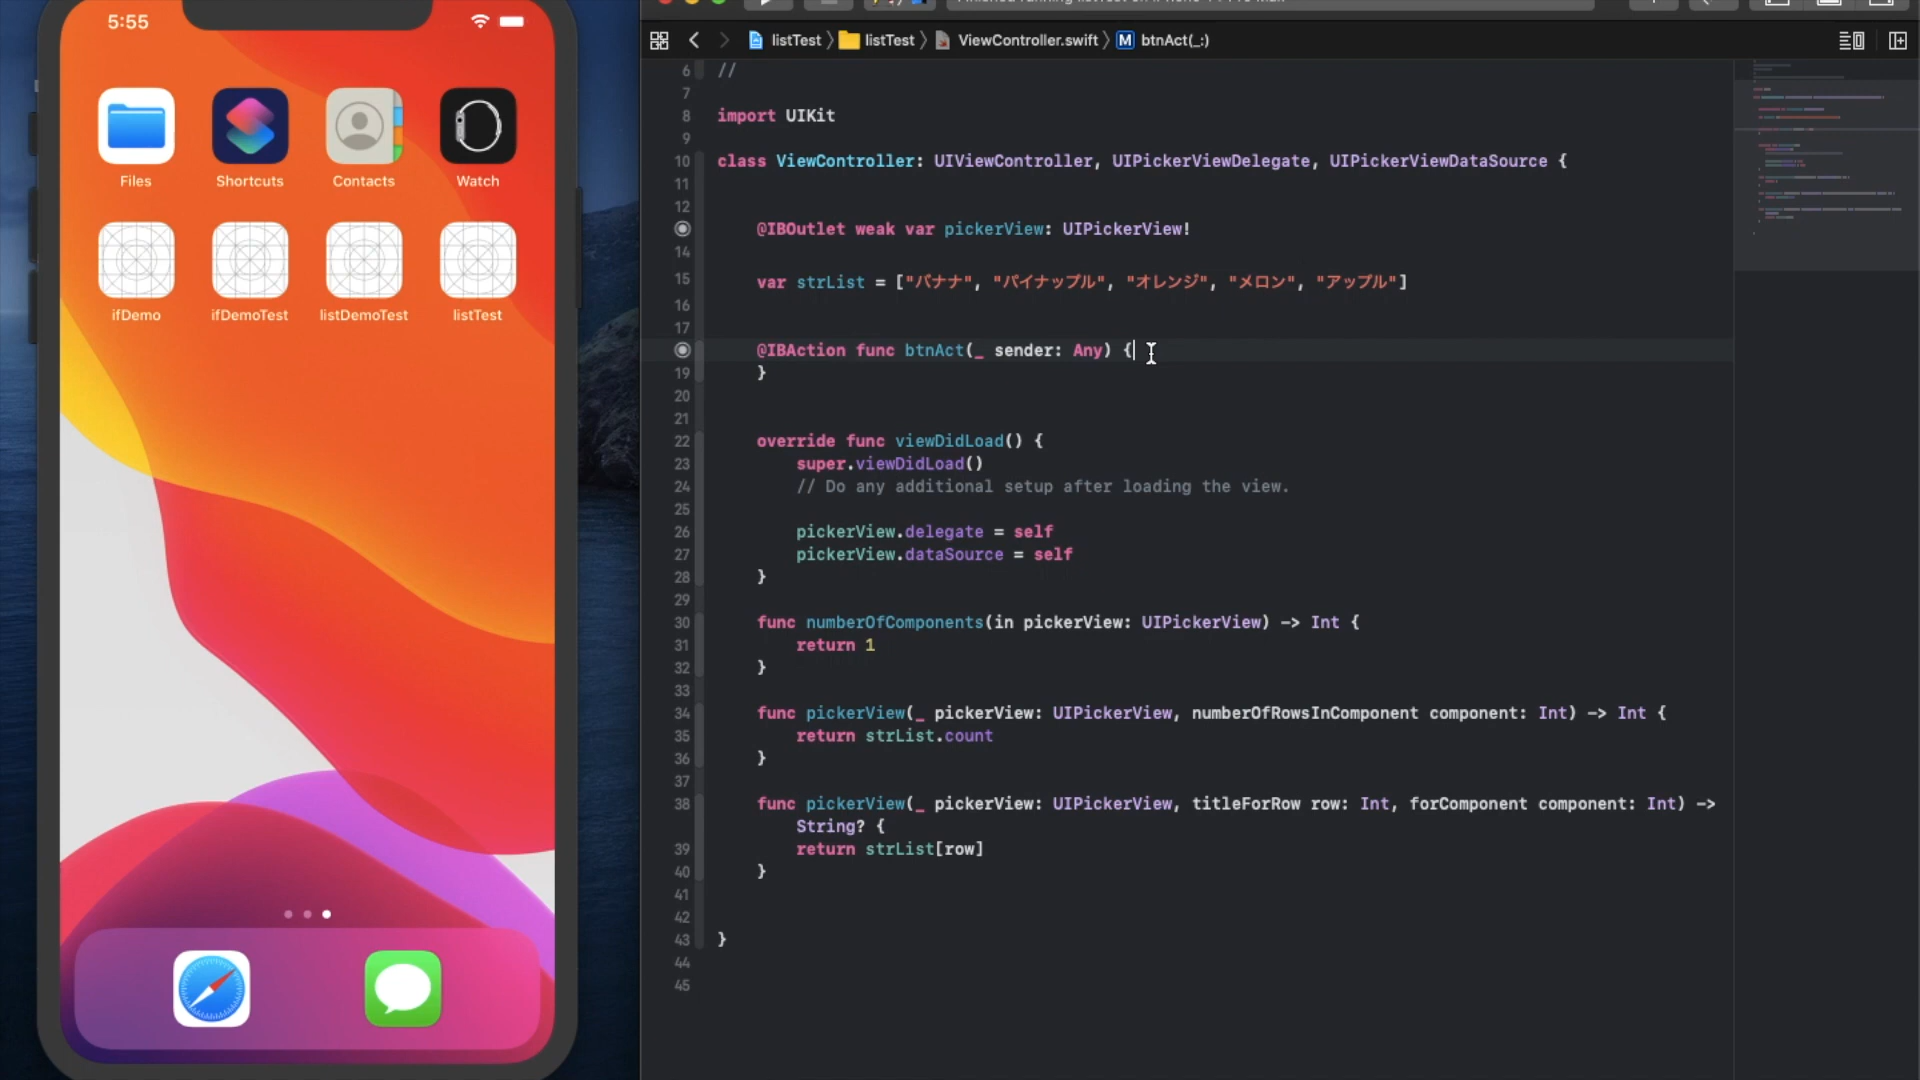 5:55
Files
Shortcuts
Contacts
Watch
ifDemo
ifDemoTest
listDemoTest
listTest
listTest
listTest
ViewController.swift
M btnAct(_:)
6 //
7
8 import UIKit
9
10 class ViewController: UIViewController, UIPickerViewDelegate, UIPickerViewDataSource {
11
12
@IBOutlet weak var pickerView: UIPickerView!
14
15 var strList = ["バナナ", "パイナップル", "オレンジ", "メロン", "アップル"]
16
17
@IBAction func btnAct(_ sender: Any) {
19 }
20
21
22 override func viewDidLoad() {
23 super.viewDidLoad()
24 // Do any additional setup after loading the view.
25
26 pickerView.delegate = self
27 pickerView.dataSource = self
28 }
29
30 func numberOfComponents(in pickerView: UIPickerView) -> Int {
31 return 1
32 }
33
34 func pickerView(_ pickerView: UIPickerView, numberOfRowsInComponent component: Int) -> Int {
35 return strList.count
36 }
37
38 func pickerView(_ pickerView: UIPickerView, titleForRow row: Int, forComponent component: Int) ->
String? {
39 return strList[row]
40 }
41
42
43 }
44
45